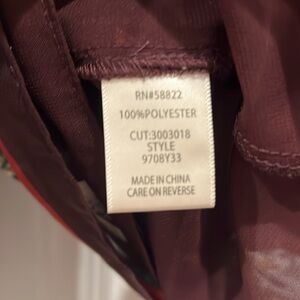 RN#58822
100%POLYESTER
CUT:3003018
STYLE
9708Y33
MADE IN CHINA
CARE ON REVERSE